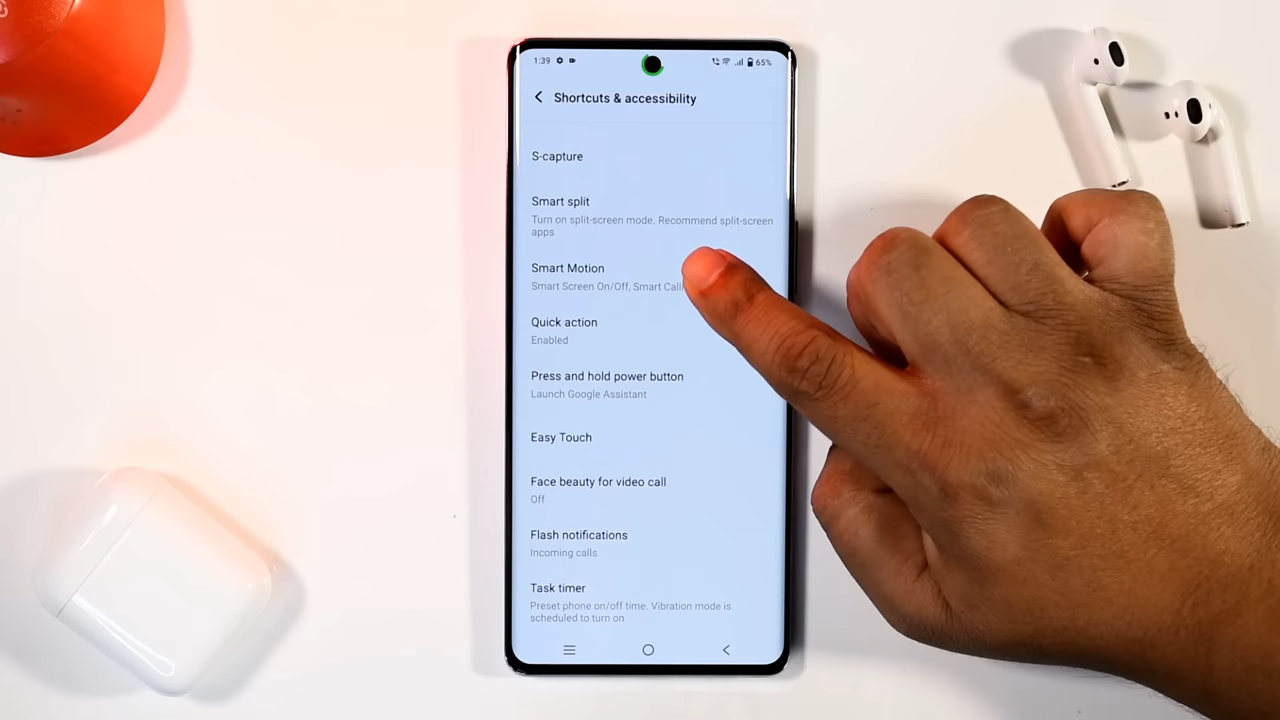 1:39 65%
Shortcuts & accessibility
S-capture
Smart split
Turn on split-screen mode. Recommend split-screen
apps
Smart Motion
Smart Screen On/Off, Smart Call
Quick action
Enabled
Press and hold power button
Launch Google Assistant
Easy Touch
Face beauty for video call
Off
Flash notifications
Incoming calls
Task timer
Preset phone on/off time. Vibration mode is
scheduled to turn on